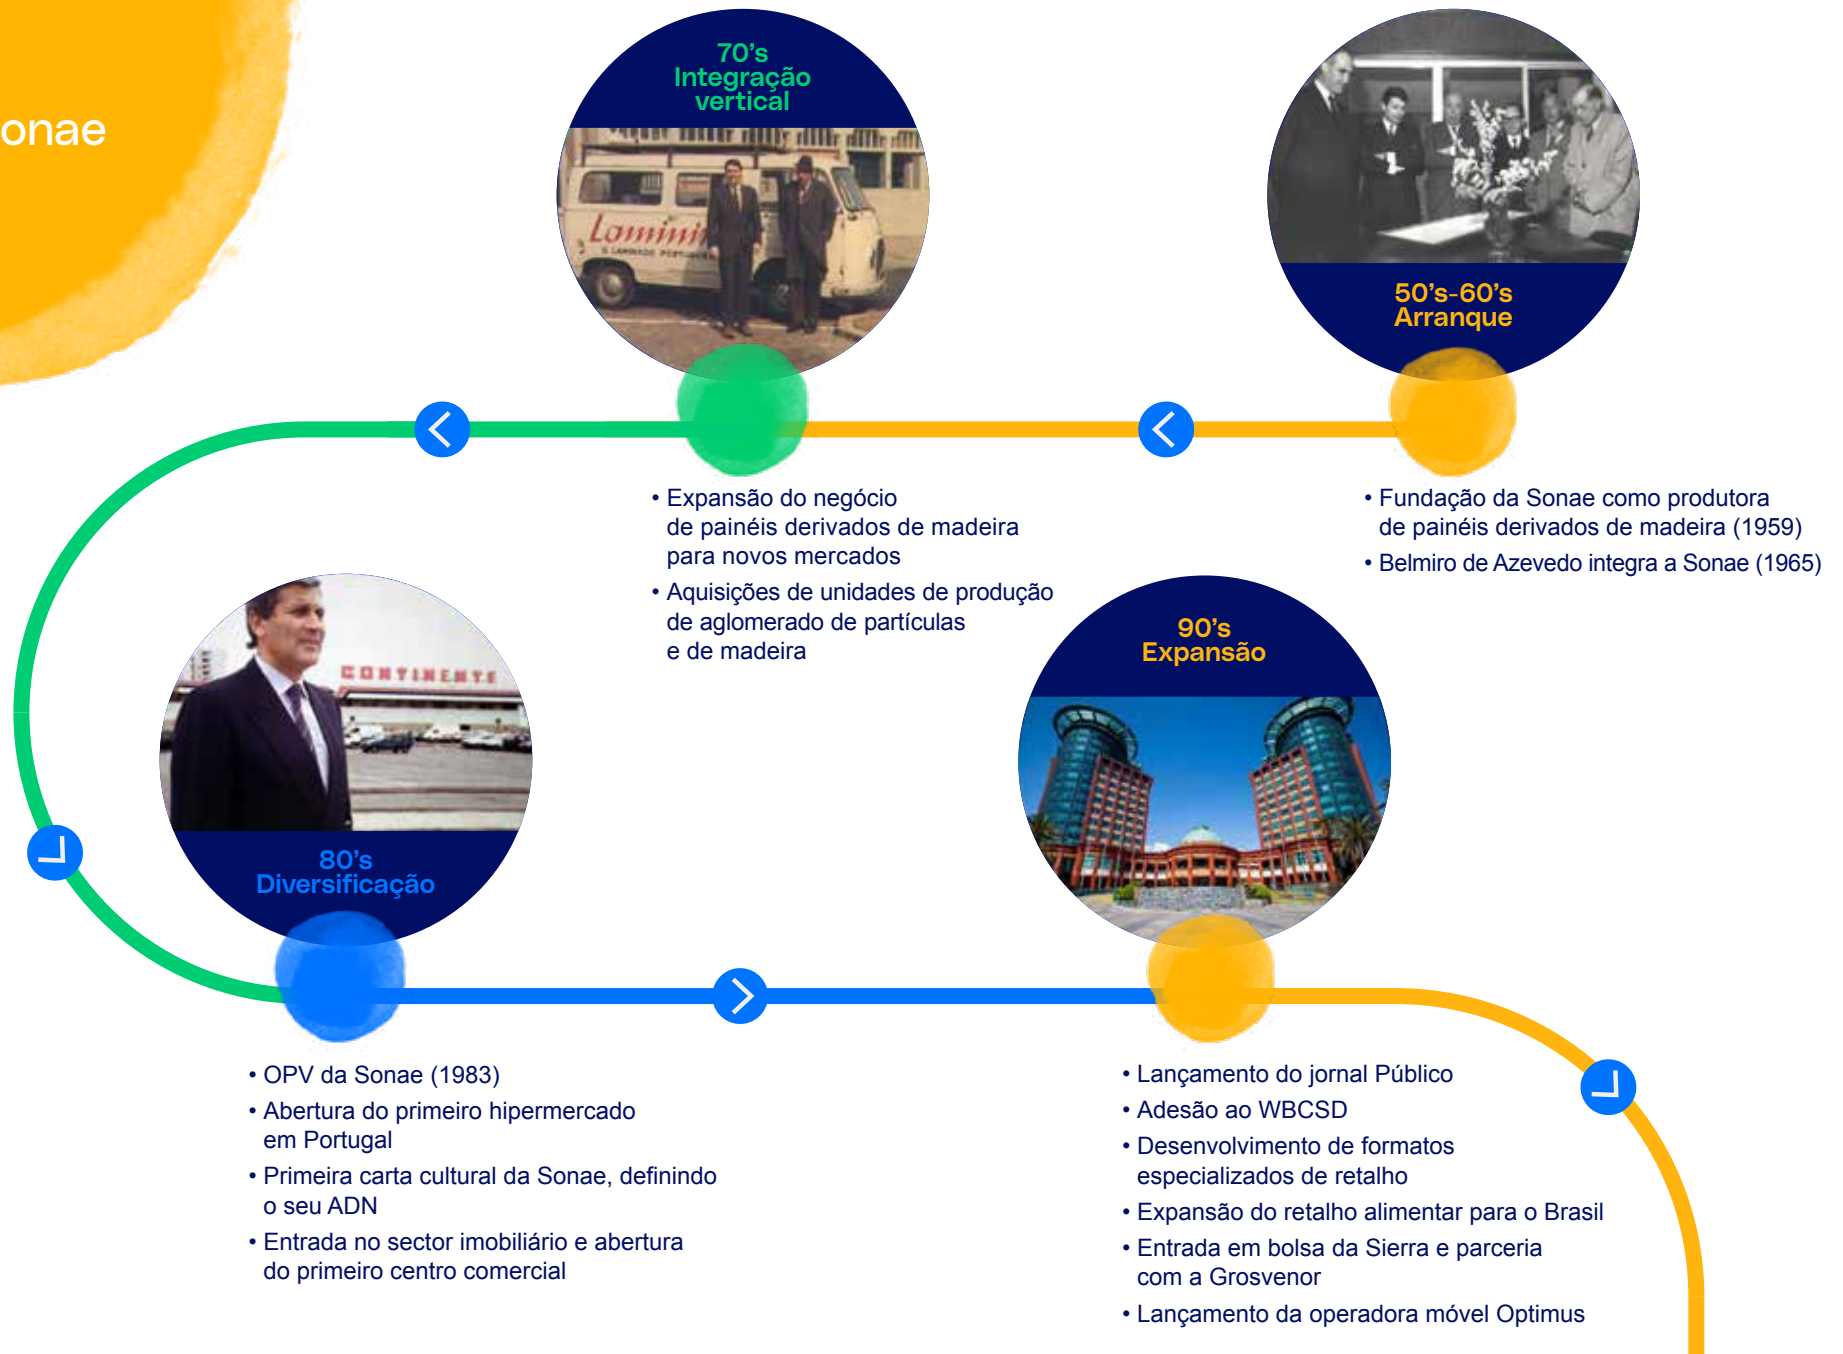 onae
70's
Integração
vertical
50's-60's
Arranque
• Expansão do negócio
de painéis derivados de madeira
para novos mercados
• Aquisições de unidades de produção
de aglomerado de partículas
e de madeira
• Fundação da Sonae como produtora
de painéis derivados de madeira (1959)
• Belmiro de Azevedo integra a Sonae (1965)
CONTINENTE
80's
Diversificação
90's
Expansão
• OPV da Sonae (1983)
• Abertura do primeiro hipermercado
em Portugal
• Primeira carta cultural da Sonae, definindo
o seu ADN
• Entrada no sector imobiliário e abertura
do primeiro centro comercial
• Lançamento do jornal Público
• Adesão ao WBCSD
• Desenvolvimento de formatos
especializados de retalho
• Expansão do retalho alimentar para o Brasil
• Entrada em bolsa da Sierra e parceria
com a Grosvenor
• Lançamento da operadora móvel Optimus